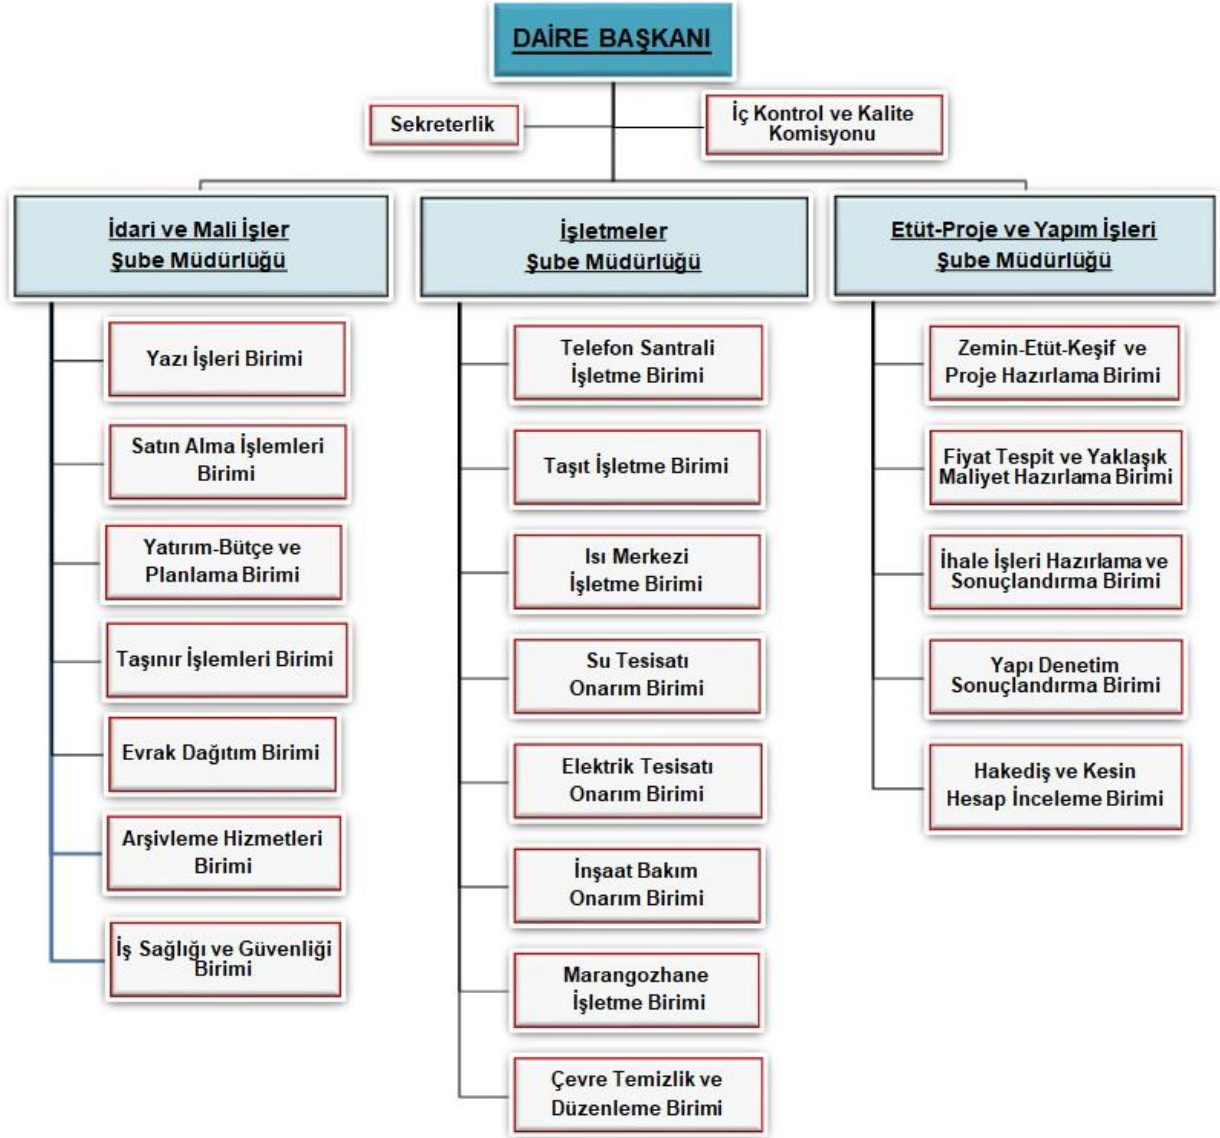 DAİRE BAŞKANI
Sekreterlik
İç Kontrol ve Kalite
Komisyonu
İdari ve Mali İşler
Şube Müdürlüğü
Yazı İşleri Birimi
Satın Alma İşlemleri
Birimi
Yatırım-Bütçe ve
Planlama Birimi
Taşınır İşlemleri Birimi
Evrak Dağıtım Birimi
Arşivleme Hizmetleri
Birimi
İş Sağlığı ve Güvenliği
Birimi
İşletmeler
Şube Müdürlüğü
Telefon Santrali
İşletme Birimi
Taşıt İşletme Birimi
Isı Merkezi
İşletme Birimi
Su Tesisatı
Onarım Birimi
Elektrik Tesisatı
Onarım Birimi
İnşaat Bakım
Onarım Birimi
Marangozhane
İşletme Birimi
Çevre Temizlik ve
Düzenleme Birimi
Etüt-Proje ve Yapım İşleri
Şube Müdürlüğü
Zemin-Etüt-Keşif ve
Proje Hazırlama Birimi
Fiyat Tespit ve Yaklaşık
Maliyet Hazırlama Birimi
İhale İşleri Hazırlama ve
Sonuçlandırma Birimi
Yapı Denetim
Sonuçlandırma Birimi
Hakediş ve Kesin
Hesap İnceleme Birimi